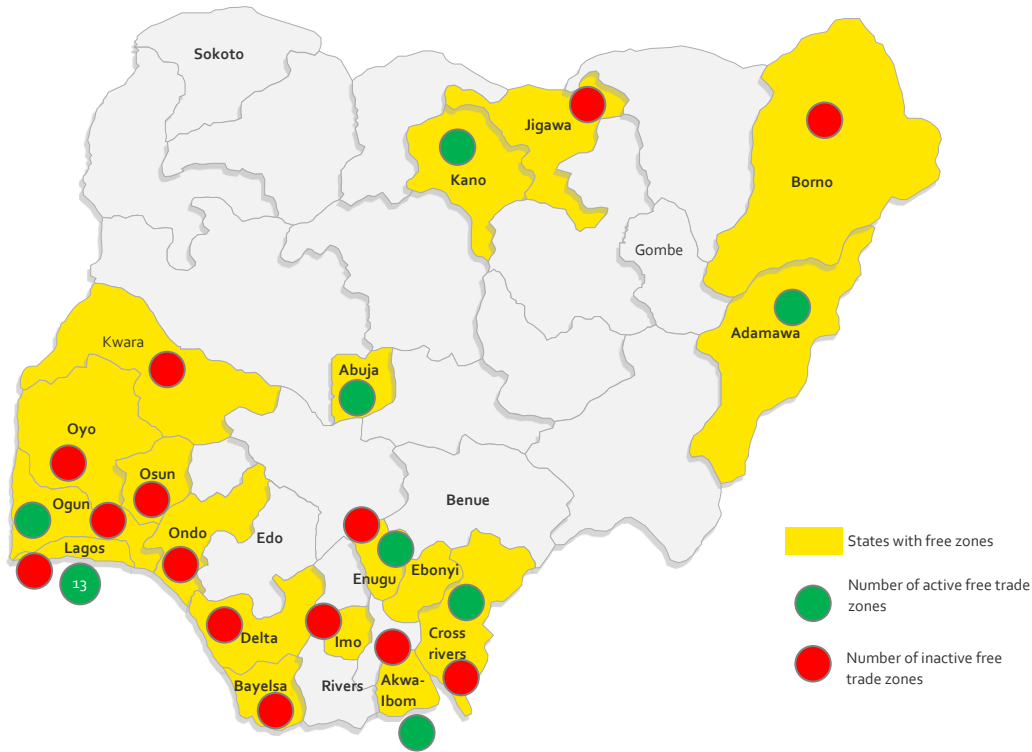 Sokoto
Jigawa
Kano
Borno
Gombe
Adamawa
Kwara
Abuja
Oyo
Osun
Benue
Ogun
Ondo
Edo
Lagos
States with free zones
Enugu
Ebonyi
13
Number of active free trade
zones
Delta
Imo
Cross
rivers
Number of inactive free
trade zones
Bayelsa
Rivers
Akwa-
Ibom